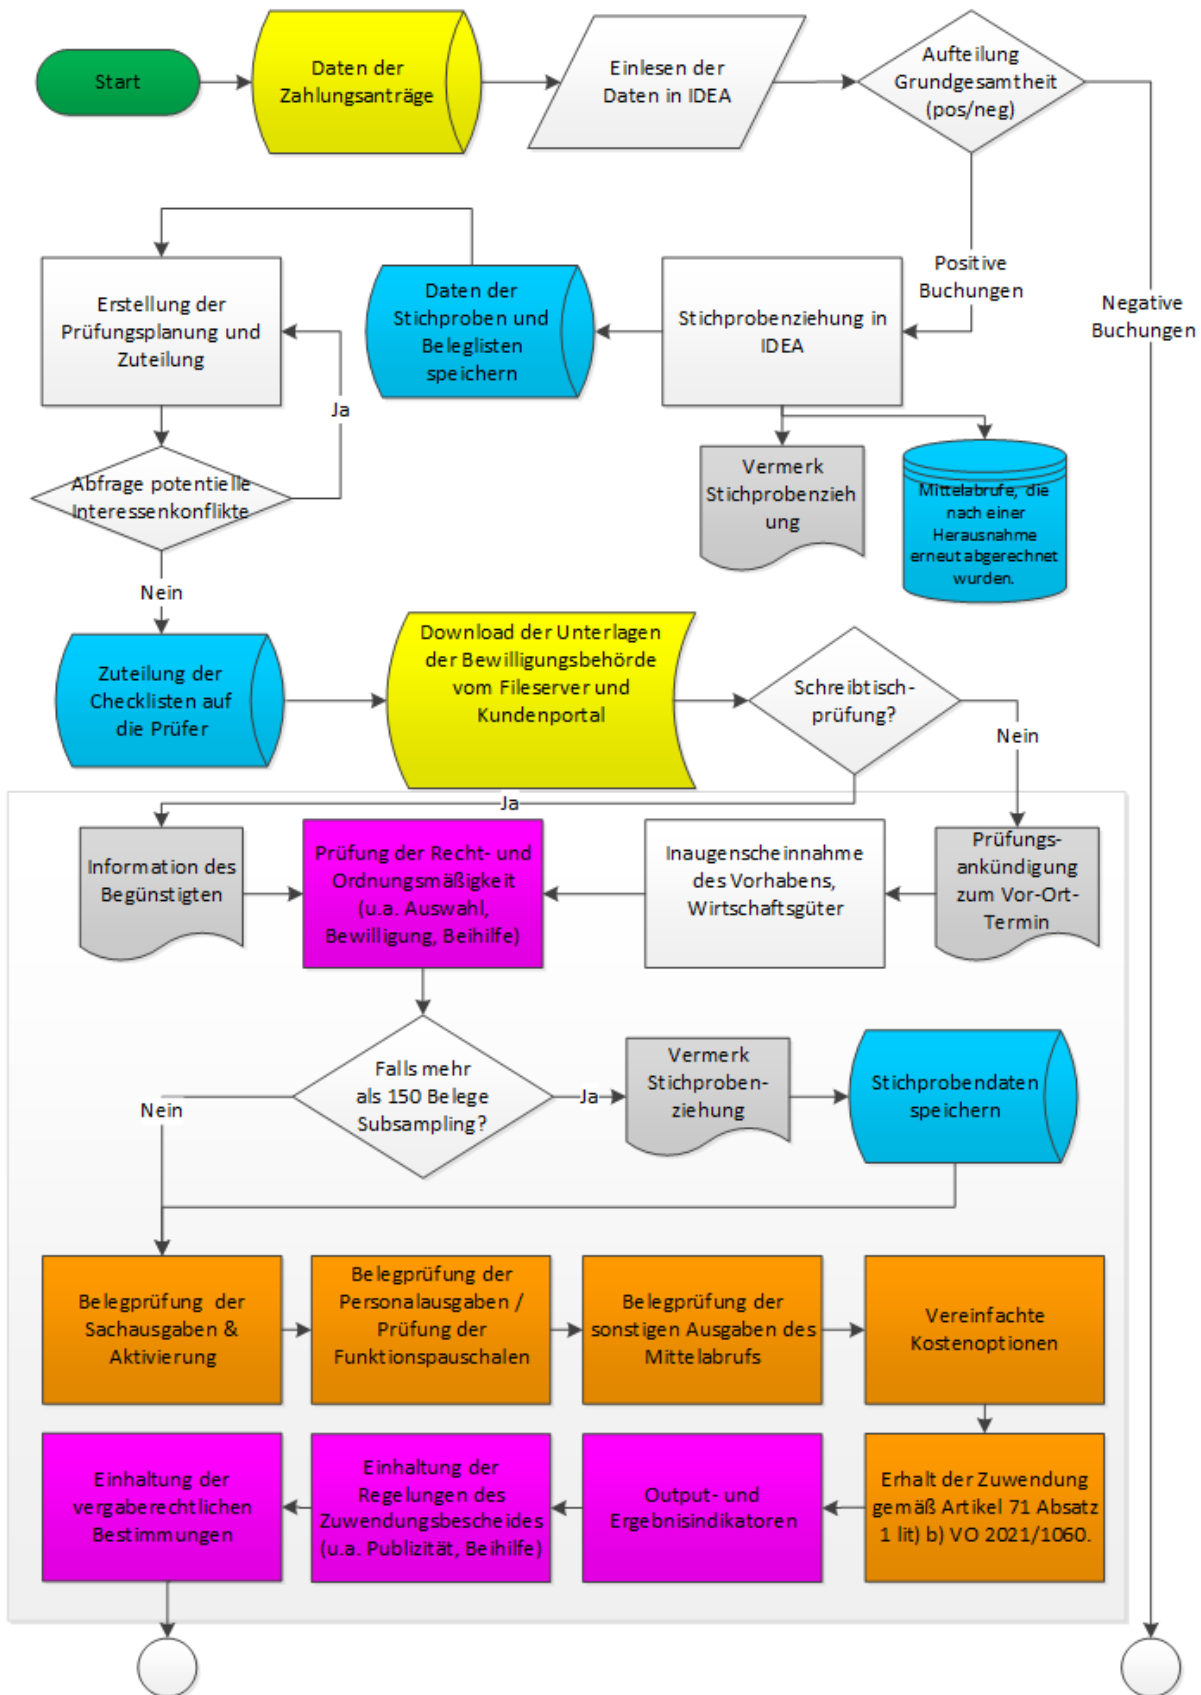 Start
Daten der
Zahlungsanträge
Einlesen der
Daten in IDEA
Aufteilung
Grundgesamtheit
(pos/neg)
Positive
Buchungen
Negative
Buchungen
Erstellung der
Prüfungsplanung und
Zuteilung
Daten der
Stichproben und
Beleglisten
speichern
Stichprobenziehung in
IDEA
Ja
Abfrage potentielle
Interessenkonflikte
Vermerk
Stichprobenzieh
ung
Mittelabrufe, die
nach einer
Herausnahme
erneut abgerechnet
wurden.
Nein
Zuteilung der
Checklisten auf
die Prüfer
Download der Unterlagen
der Bewilligungsbehörde
vom Fileserver und
Kundenportal
Schreibtisch-
prüfung?
Nein
Ja
Information des
Begünstigten
Prüfung der Recht- und
Ordnungsmäßigkeit
(u.a. Auswahl,
Bewilligung, Beihilfe)
Inaugenscheinnahme
des Vorhabens,
Wirtschaftsgüter
Prüfungs-
ankündigung
zum Vor-Ort-
Termin
Falls mehr
als 150 Belege
Subsampling?
Nein
Ja
Vermerk
Stichproben-
ziehung
Stichprobendaten
speichern
Belegprüfung der
Sachausgaben &
Aktivierung
Belegprüfung der
Personalausgaben /
Prüfung der
Funktionspauschalen
Belegprüfung der
sonstigen Ausgaben des
Mittelabrufs
Vereinfachte
Kostenoptionen
Einhaltung der
vergaberechtlichen
Bestimmungen
Einhaltung der
Regelungen des
Zuwendungsbescheides
(u.a. Publizität, Beihilfe)
Output- und
Ergebnisindikatoren
Erhalt der Zuwendung
gemäß Artikel 71 Absatz
1 lit) b) VO 2021/1060.